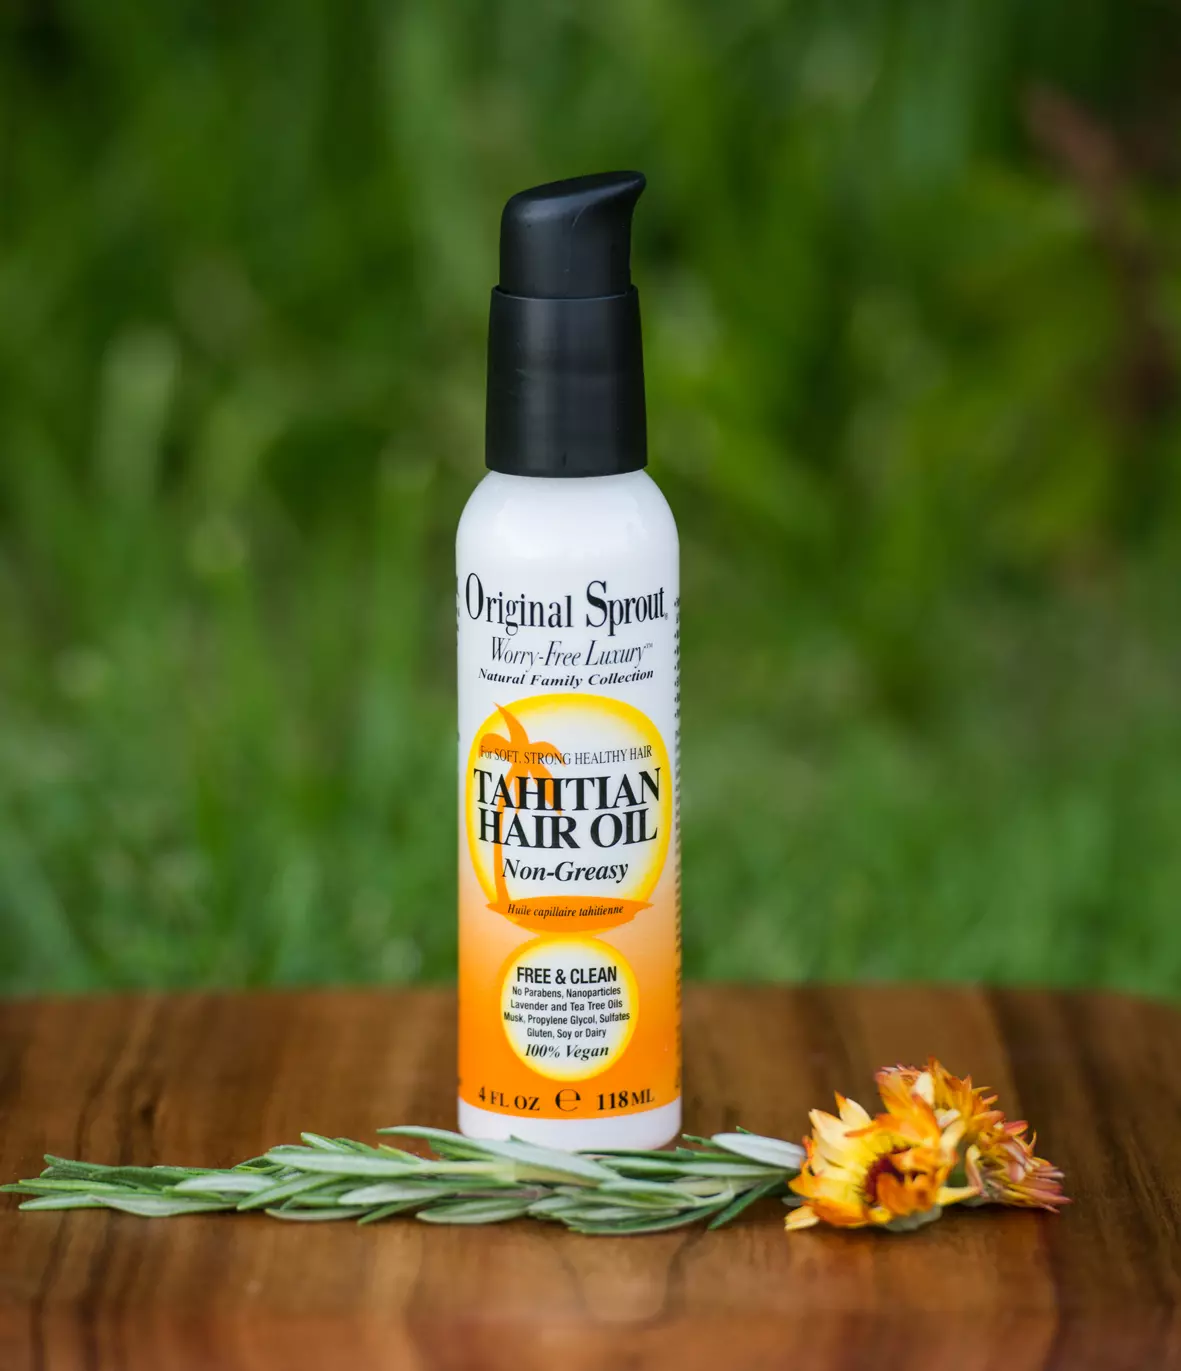 Original Sprout®
Worry-Free Luxury™
Natural Family Collection
For SOFT, STRONG HEALTHY HAIR
TAHITIAN
HAIR OIL
Non-Greasy
Huile capillaire tahitienne
FREE & CLEAN
No Parabens, Nanoparticles
Lavender and Tea Tree Oils
Musk, Propylene Glycol, Sulfates
Gluten, Soy or Dairy
100% Vegan
4 FL OZ ℮ 118 ML